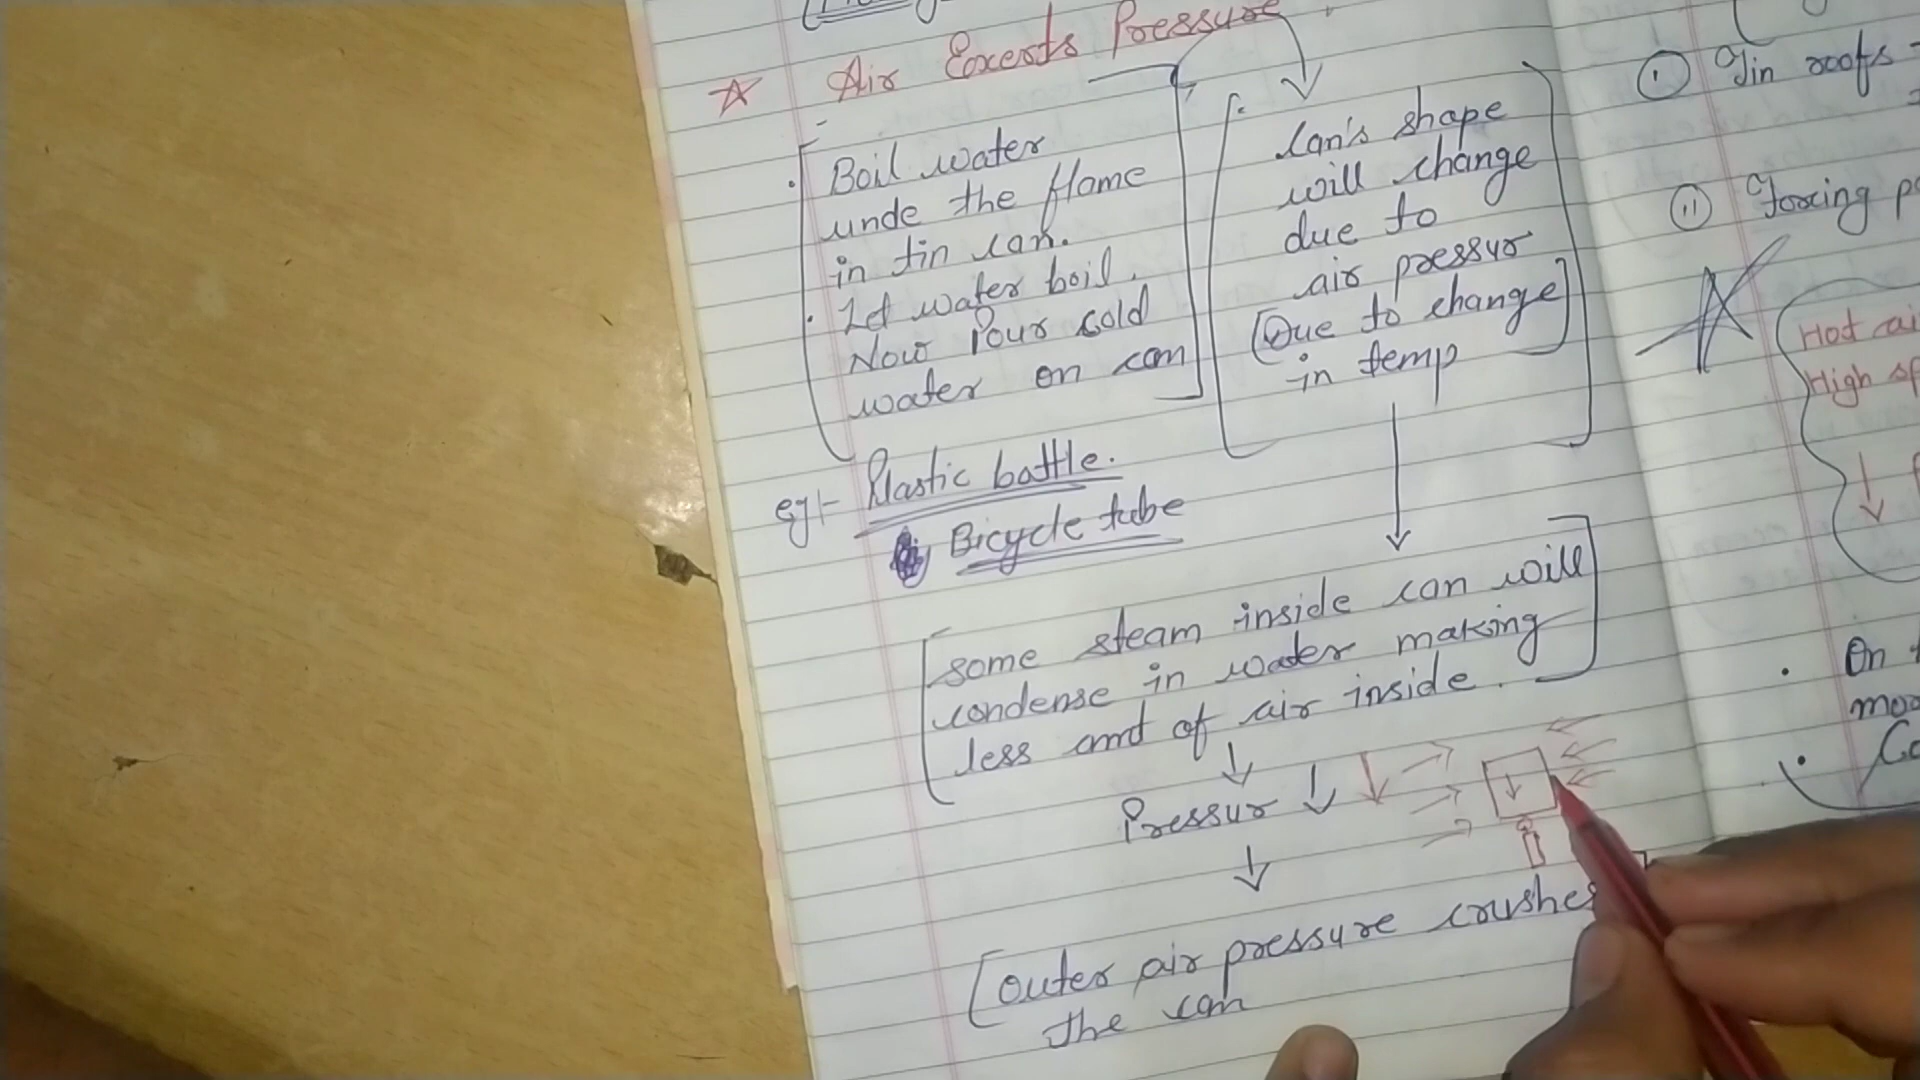 ☆ Air Exerts Pressure
• Boil water
unde the flame
in tin can.
• Let water boil.
Now Pour cold
water on can
Can's shape
will change
due to
air pressur
(Due to change
in temp
eg:- Plastic bottle.
Bicycle tube
some steam inside can will
condense in water making
less amt of air inside.
↓
Pressur ↓ ↓
↓
[outer air pressure crushes
the can
(i) Tin roofs -
(ii) Forcing
Hot
High
• On
•